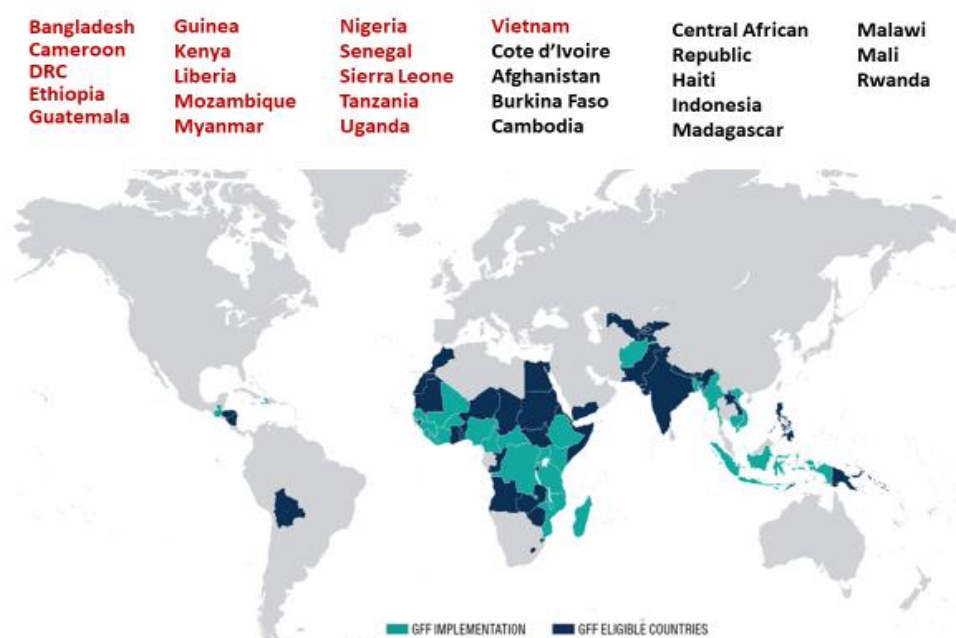 Bangladesh
Cameroon
DRC
Ethiopia
Guatemala
Guinea
Kenya
Liberia
Mozambique
Myanmar
Nigeria
Senegal
Sierra Leone
Tanzania
Uganda
Vietnam
Cote d’Ivoire
Afghanistan
Burkina Faso
Cambodia
Central African
Republic
Haiti
Indonesia
Madagascar
Malawi
Mali
Rwanda
GFF IMPLEMENTATION
GFF ELIGIBLE COUNTRIES